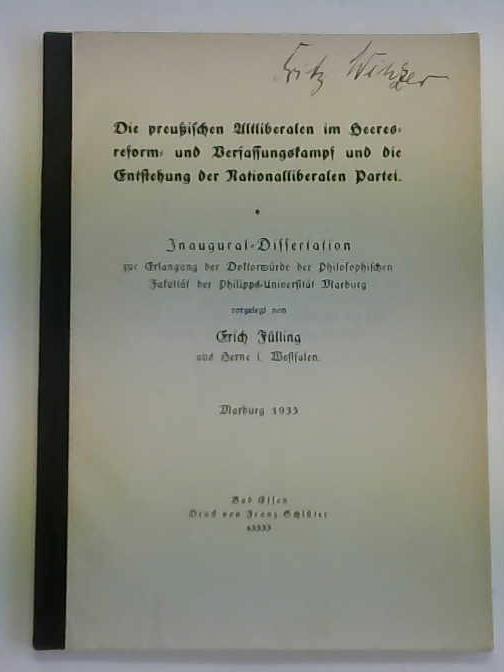 Fritz
Die preußischen Altliberalen im Heeres-
reform- und Verfassungskampf und die
Entstehung der Nationalliberalen Partei.
Inaugural-Dissertation
zur Erlangung der Doktorwürde der Philosophischen
Fakultät der Philipps-Universität Marburg
vorgelegt von
Erich Fülling
aus Herne i. Westfalen.
Marburg 1933
Bad Essen
Druck von Franz